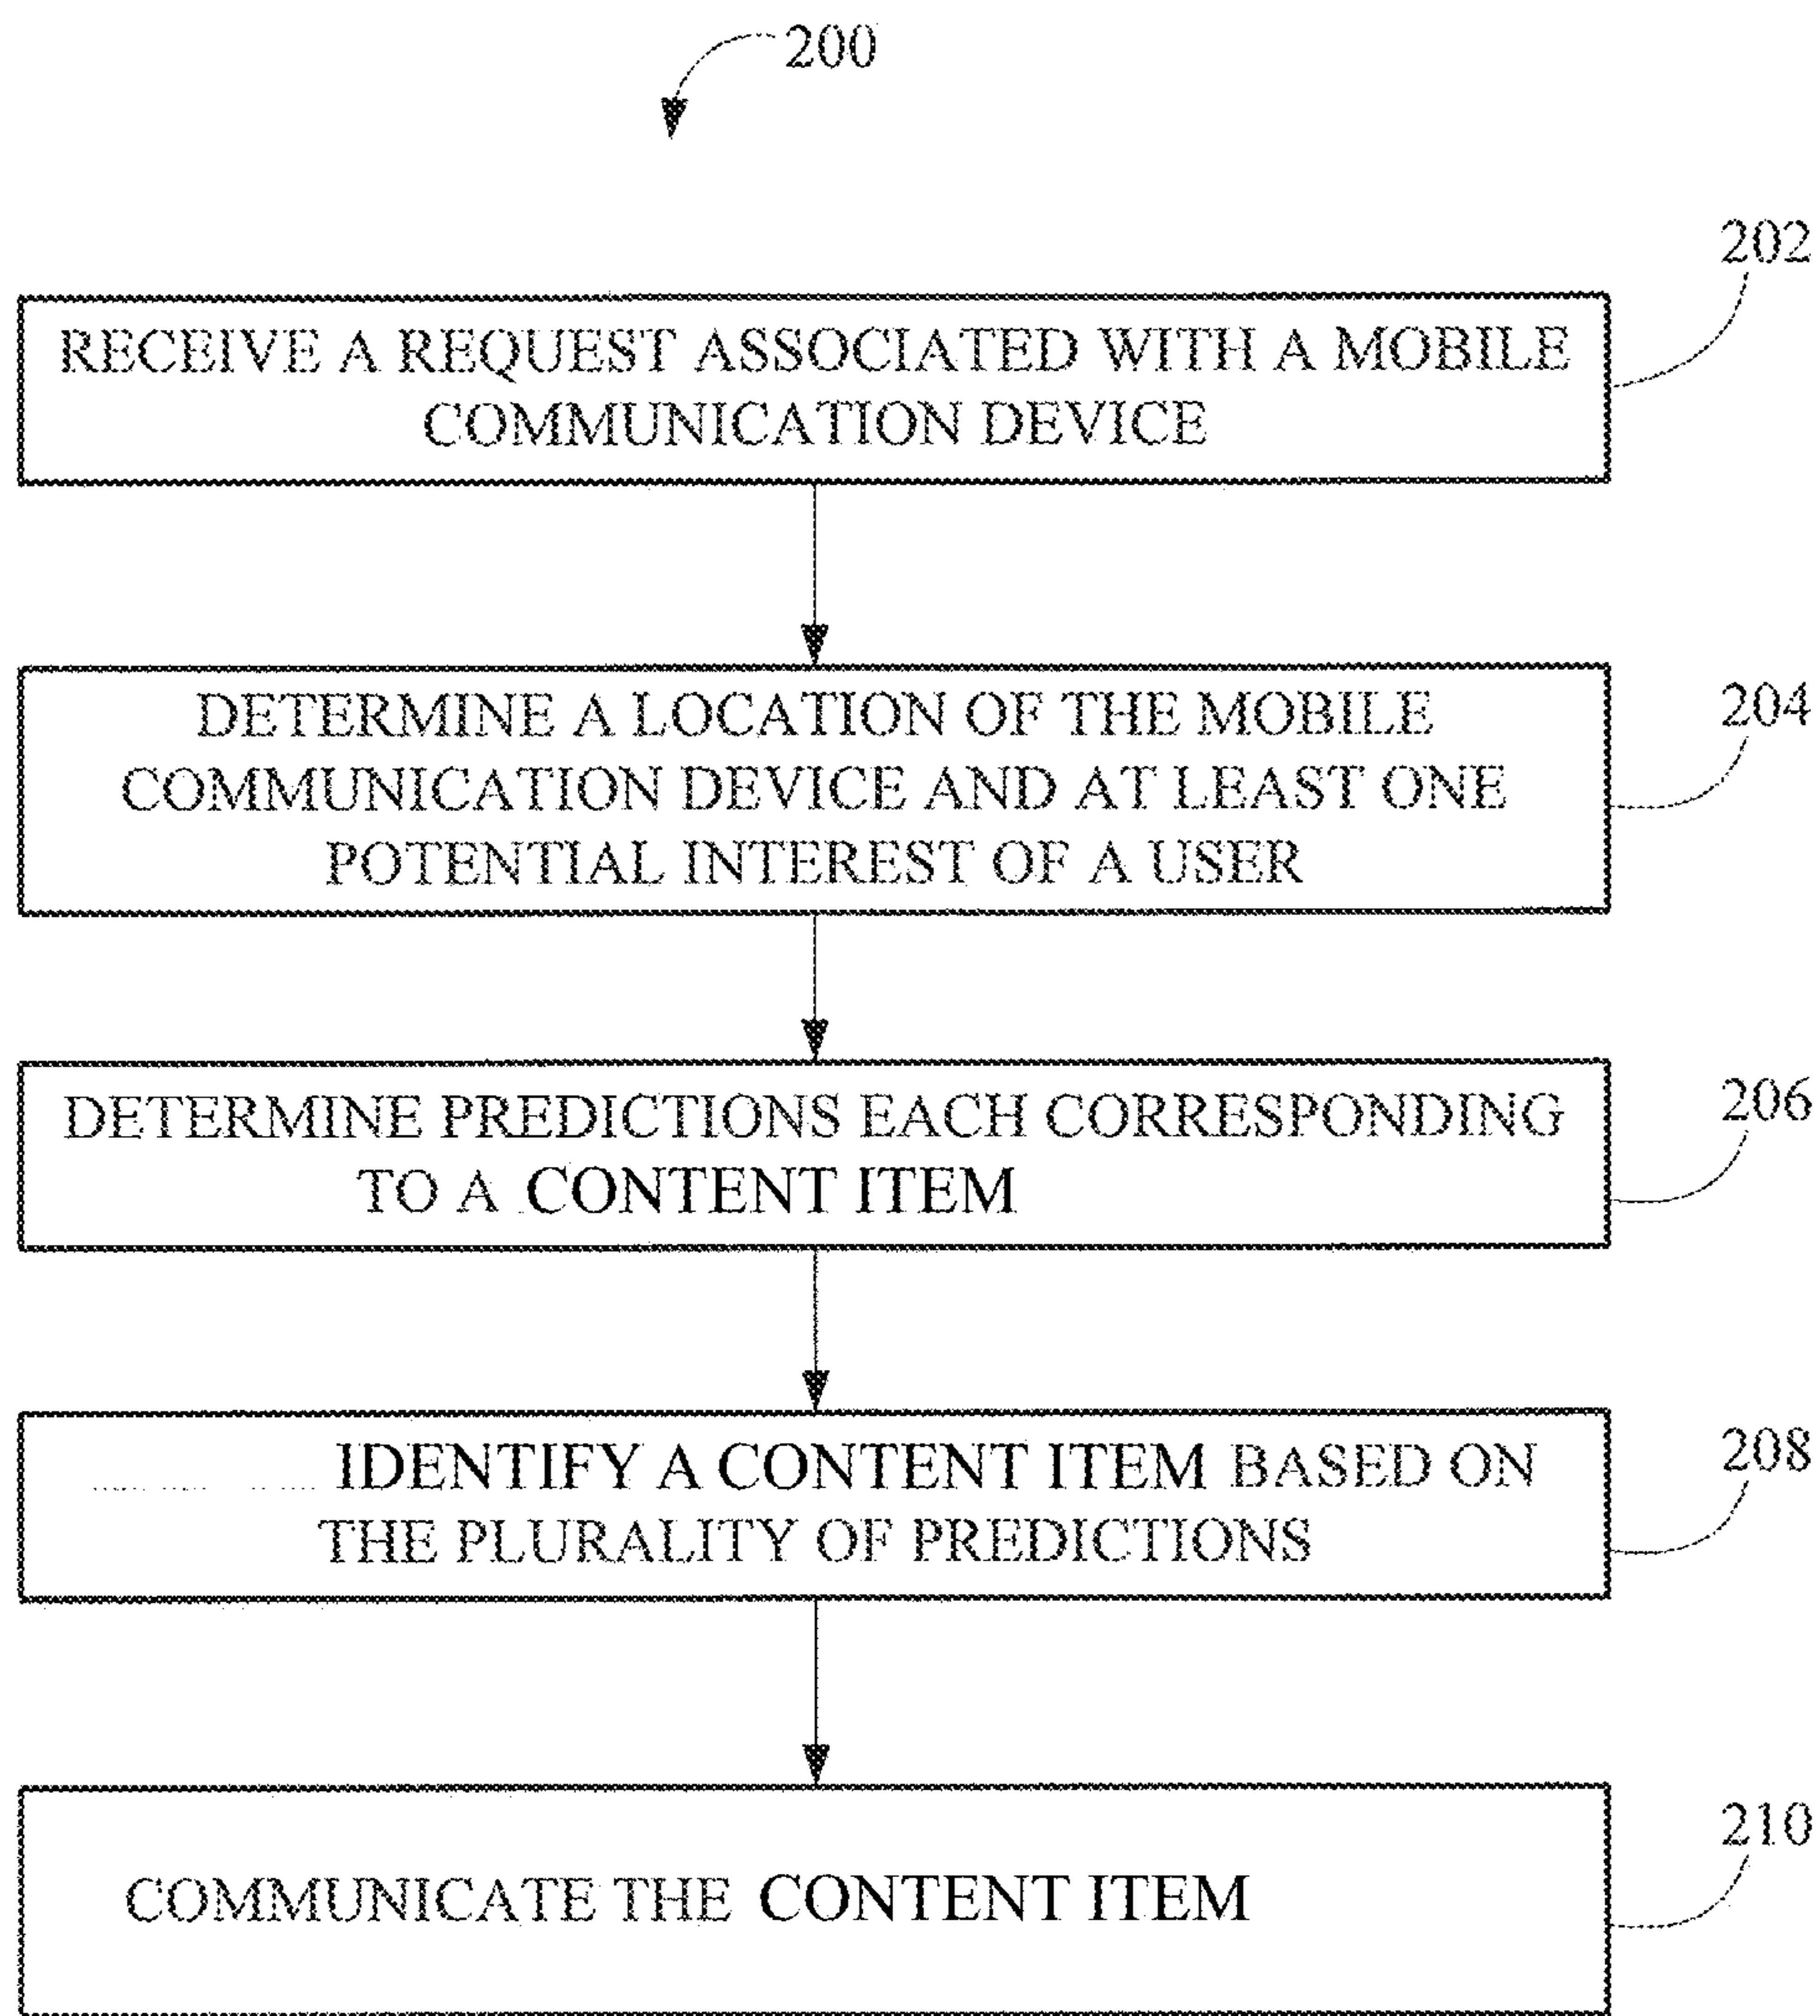 200
202
RECEIVE A REQUEST ASSOCIATED WITH A MOBILE
COMMUNICATION DEVICE
204
DETERMINE A LOCATION OF THE MOBILE
COMMUNICATION DEVICE AND AT LEAST ONE
POTENTIAL INTEREST OF A USER
206
DETERMINE PREDICTIONS EACH CORRESPONDING
TO A CONTENT ITEM
208
IDENTIFY A CONTENT ITEM BASED ON
THE PLURALITY OF PREDICTIONS
210
COMMUNICATE THE CONTENT ITEM